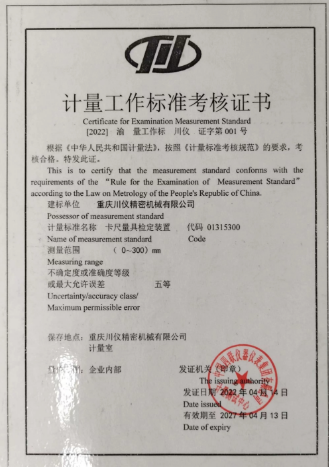 计量工作标准考核证书
Certificate for Examination Measurement Standard
[2022] 渝 量工作标 川仪 证字第 001 号
根据《中华人民共和国计量法》，按照《计量标准考核规范》的要求，考
核合格，特发此证。
This is to certify that the measurement standard conforms with the
requirements of the “Rule for the Examination of Measurement Standard”
according to the Law on Metrology of the People's Republic of China.
建标单位 重庆川仪精密机械有限公司
Possessor of measurement standard
计量标准名称 卡尺量具检定装置 代码 01315300
Name of measurement standard Code
测量范围 （0~300）mm
Measuring range
不确定度或准确度等级
或最大允许误差 五等
Uncertainty/accuracy class/
Maximum permissible error
保存地点：重庆川仪精密机械有限公司
计量室
使用范围：企业内部 发证机关（印章）
The issuing authority
发证日期 2022 年 04 月 14 日
Date issued
有效期至 2027 年 04 月 13 日
Date of expiry